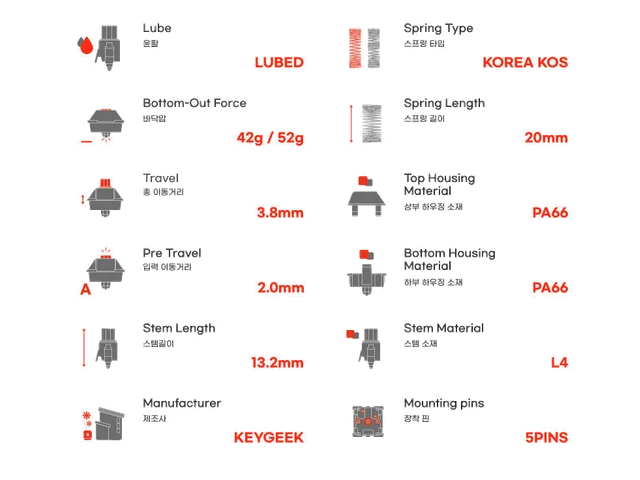 Lube
윤활
LUBED
Spring Type
스프링 타입
KOREA KOS
Bottom-Out Force
바닥압
42g / 52g
Spring Length
스프링 길이
20mm
Travel
총 이동거리
3.8mm
Top Housing
Material
상부 하우징 소재
PA66
Pre Travel
입력 이동거리
A
2.0mm
Bottom Housing
Material
하부 하우징 소재
PA66
Stem Length
스템길이
13.2mm
Stem Material
스템 소재
L4
Manufacturer
제조사
KEYGEEK
Mounting pins
장착 핀
5PINS